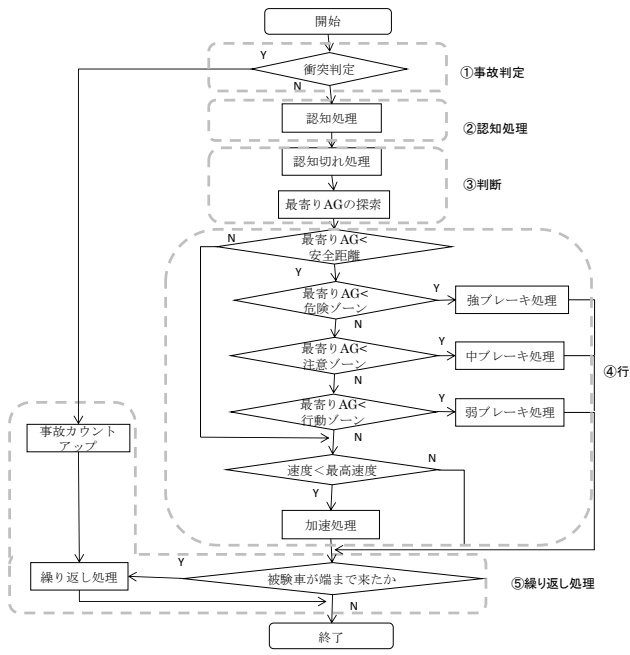 開始
Y
衝突判定
N
①事故判定
認知処理
②認知処理
認知切れ処理
③判断
最寄りAGの探索
N
最寄りAG<
安全距離
Y
最寄りAG<
危険ゾーン
Y
強ブレーキ処理
N
最寄りAG<
注意ゾーン
Y
中ブレーキ処理
④行
N
最寄りAG<
行動ゾーン
Y
弱ブレーキ処理
N
事故カウント
アップ
速度＜最高速度
N
Y
加速処理
繰り返し処理
Y
被験車が端まで来たか
⑤繰り返し処理
N
終了